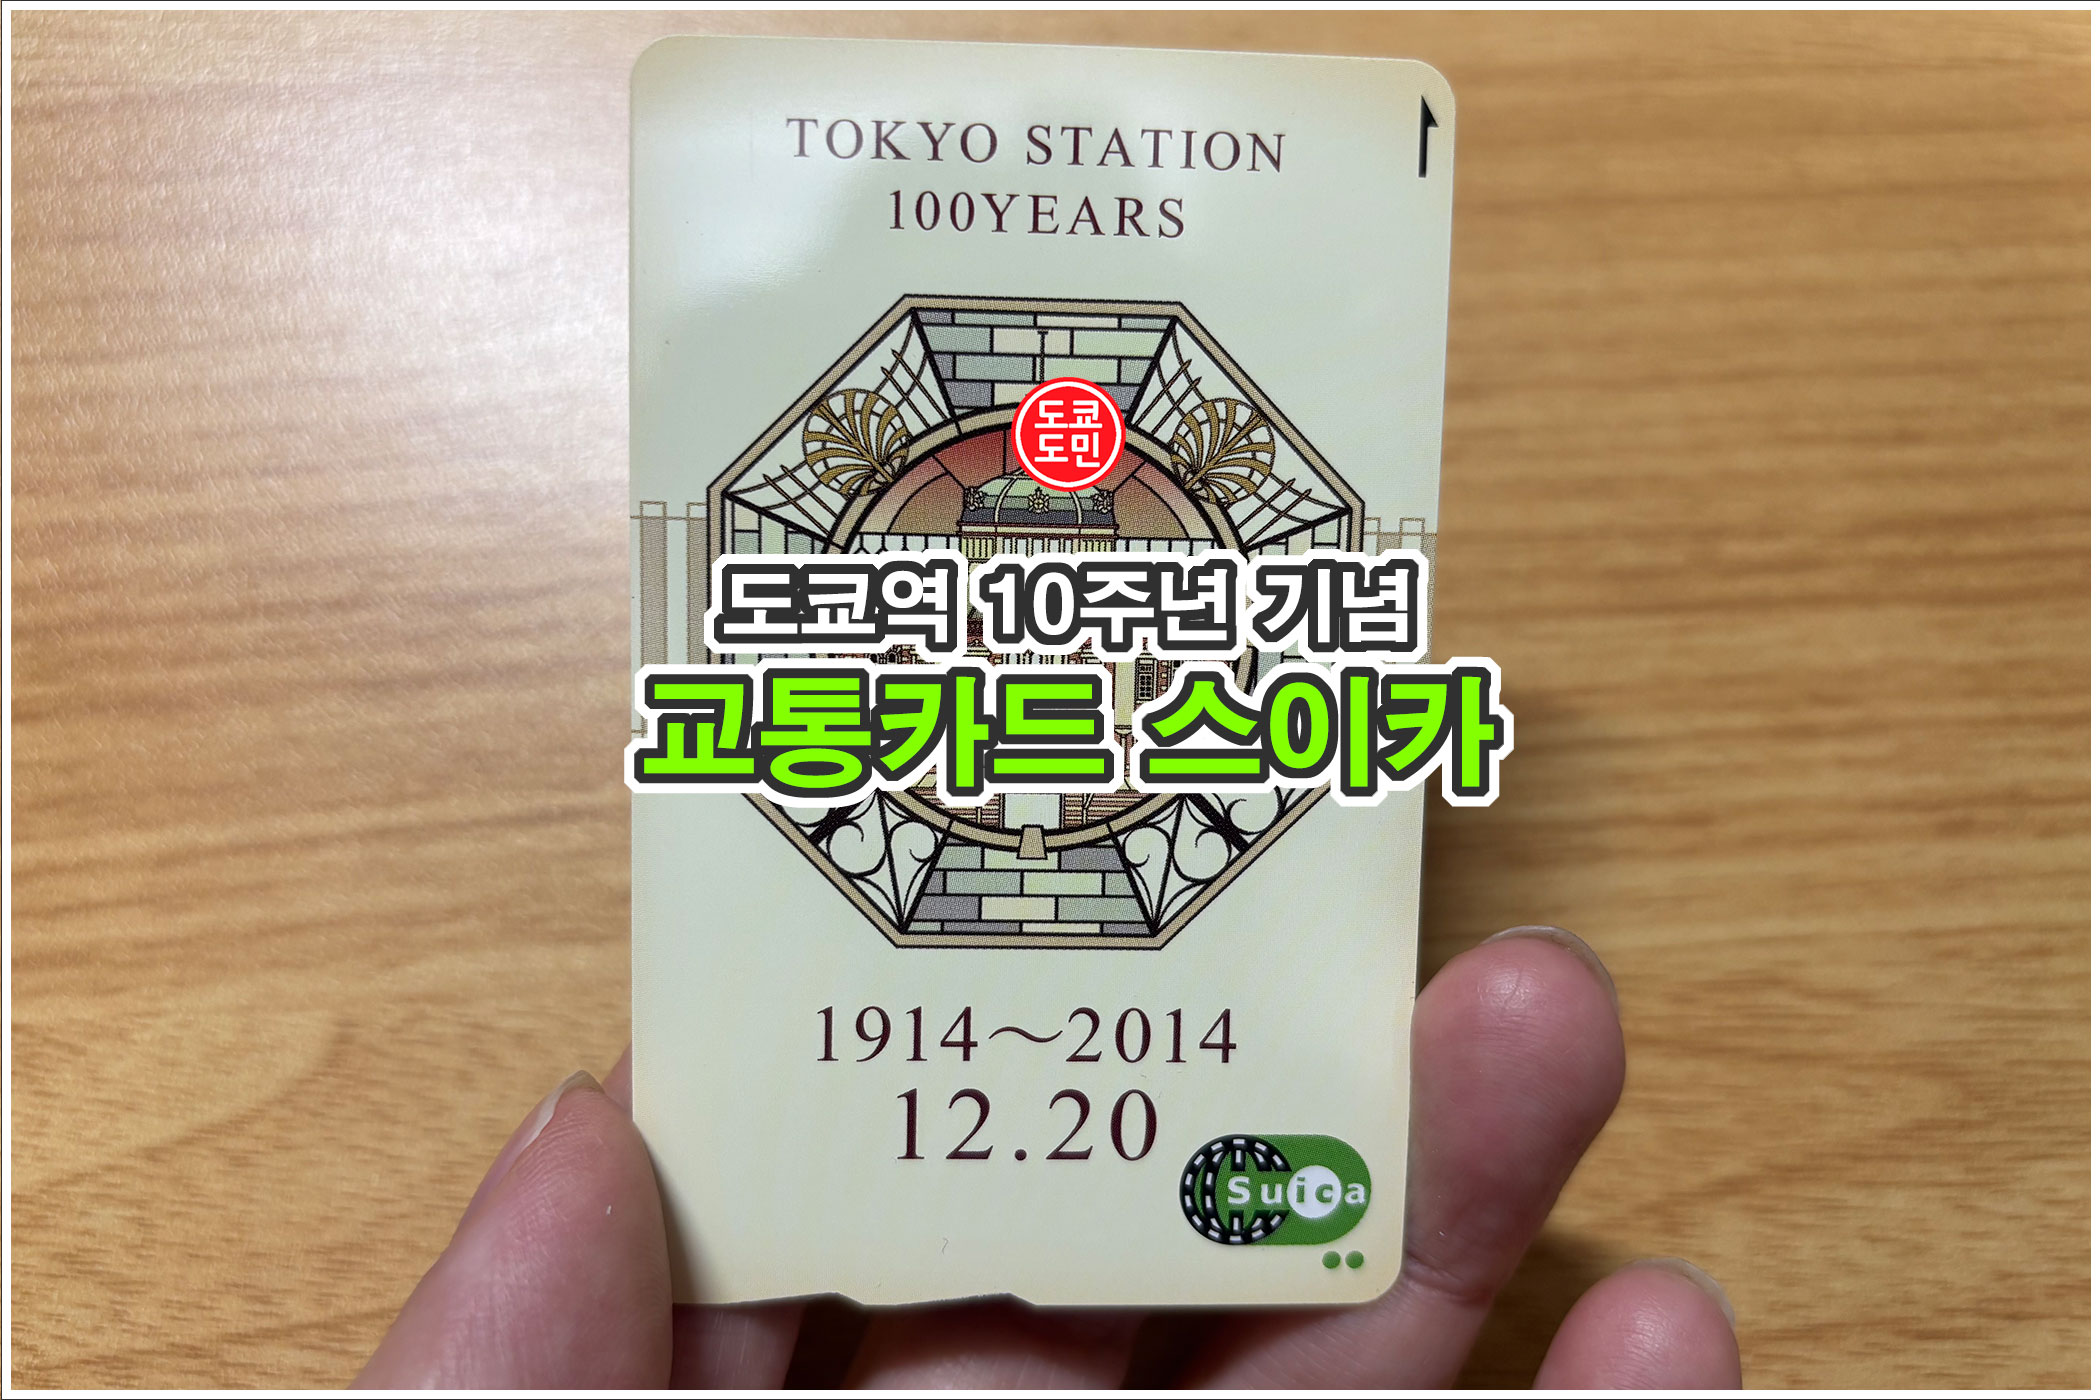 TOKYO STATION
100YEARS
도쿄
도민
도쿄역 10주년 기념
교통카드 스이카
1914～2014
12.20
Suica